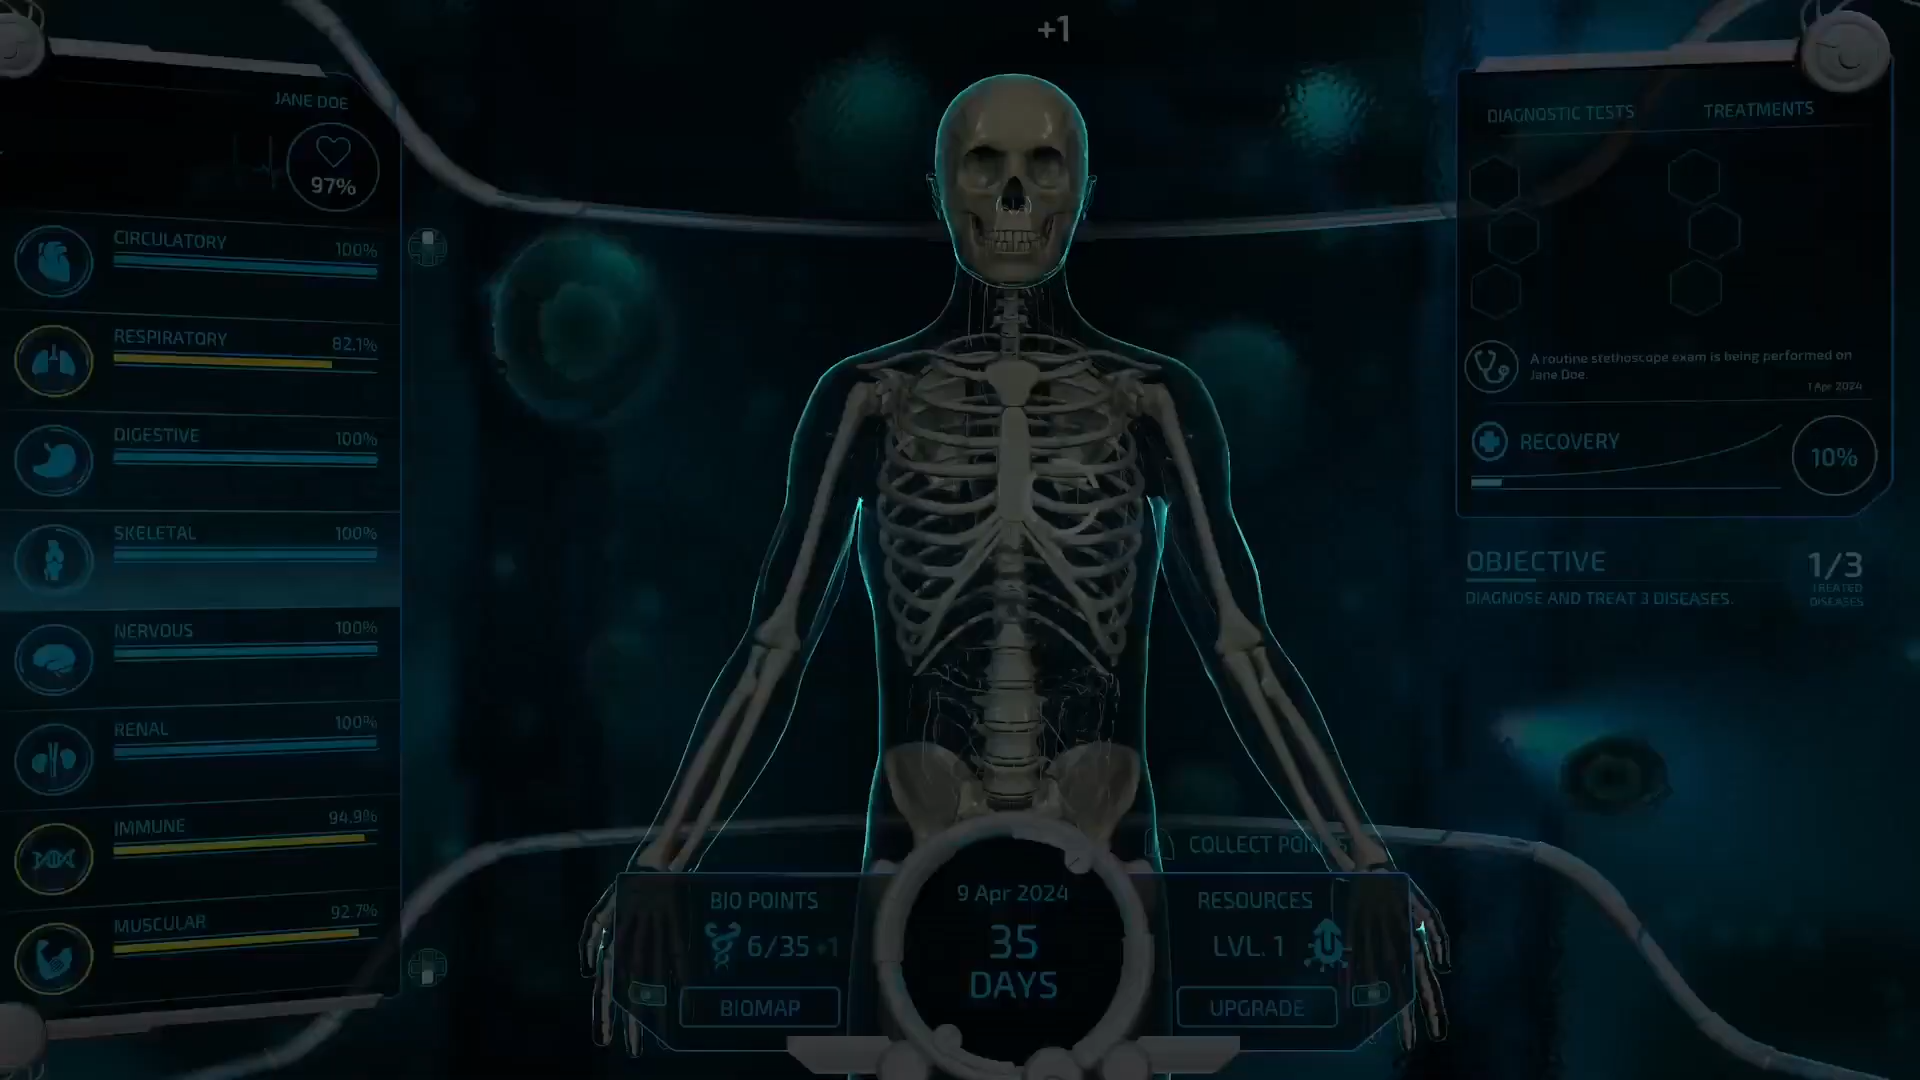 +1
JANE DOE
97%
CIRCULATORY 100%
RESPIRATORY 82.1%
DIGESTIVE 100%
SKELETAL 100%
NERVOUS 100%
RENAL 100%
IMMUNE 94.9%
MUSCULAR 92.7%
DIAGNOSTIC TESTS TREATMENTS
A routine stethoscope exam is being performed on
Jane Doe.
1 Apr 2024
RECOVERY 10%
OBJECTIVE 1/3
TREATED
DISEASES
DIAGNOSE AND TREAT 3 DISEASES.
COLLECT POINTS
BIO POINTS
6/35 +1
BIOMAP
9 Apr 2024
35
DAYS
RESOURCES
LVL. 1
UPGRADE